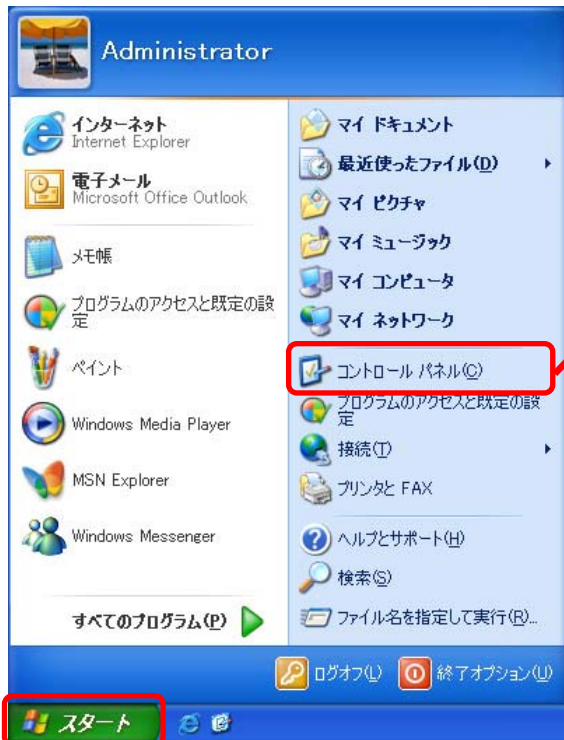 Administrator
インターネット
Internet Explorer
電子メール
Microsoft Office Outlook
メモ帳
プログラムのアクセスと既定の設
定
ペイント
Windows Media Player
MSN Explorer
Windows Messenger
すべてのプログラム(P)
マイ ドキュメント
最近使ったファイル(D)
マイ ピクチャ
マイ ミュージック
マイ コンピュータ
マイ ネットワーク
コントロール パネル(C)
プログラムのアクセスと既定の設
定
接続(T)
プリンタと FAX
ヘルプとサポート(H)
検索(S)
ファイル名を指定して実行(R)...
ログオフ(L)
終了オプション(U)
スタート